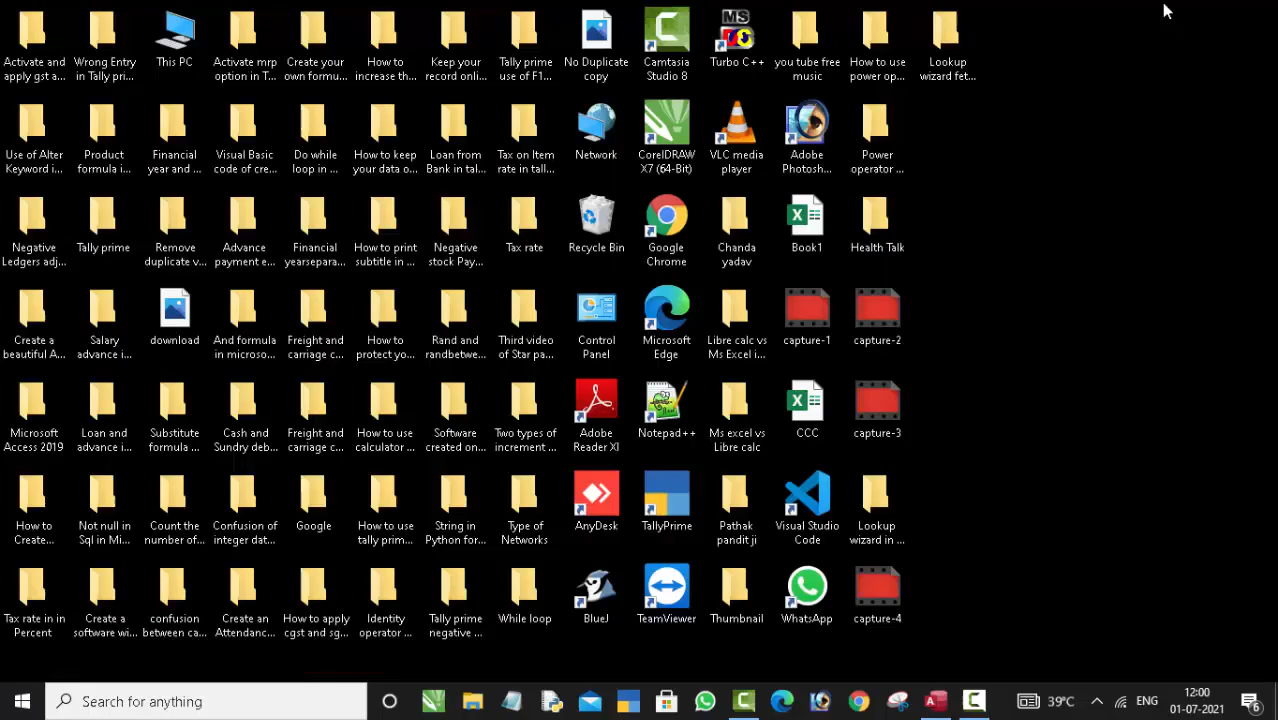 Activate and
apply gst a...
Wrong Entry
in Tally pri...
This PC
Activate mrp
option in T...
Create your
own formu...
How to
increase th...
Keep your
record onli...
Tally prime
use of F1...
No Duplicate
copy
Camtasia
Studio 8
MS
Turbo C++
you tube free
music
How to use
power op...
Lookup
wizard fet...
Use of Alter
Keyword i...
Product
formula i...
Financial
year and ...
Visual Basic
code of cre...
Do while
loop in ...
How to keep
your data o...
Loan from
Bank in tal...
Tax on Item
rate in tall...
Network
CorelDRAW
X7 (64-Bit)
VLC media
player
Adobe
Photosh...
Power
operator ...
Negative
Ledgers adj...
Tally prime
Remove
duplicate v...
Advance
payment e...
Financial
yearsepara...
How to print
subtitle in ...
Negative
stock Pay...
Tax rate
Recycle Bin
Google
Chrome
Chanda
yadav
Book1
Health Talk
Create a
beautiful A...
Salary
advance i...
download
And formula
in microso...
Freight and
carriage c...
How to
protect yo...
Rand and
randbetwe...
Third video
of Star pa...
Control
Panel
Microsoft
Edge
Libre calc vs
Ms Excel i...
capture-1
capture-2
Microsoft
Access 2019
Loan and
advance i...
Substitute
formula ...
Cash and
Sundry deb...
Freight and
carriage c...
How to use
calculator ...
Software
created on...
Two types of
increment ...
Adobe
Reader XI
Notepad++
Ms excel vs
Libre calc
CCC
capture-3
How to
Create...
Not null in
Sql in Mi...
Count the
number of...
Confusion of
integer dat...
Google
How to use
tally prim...
String in
Python for...
Type of
Networks
AnyDesk
TallyPrime
Pathak
pandit ji
Visual Studio
Code
Lookup
wizard in ...
Tax rate in in
Percent
Create a
software wi...
confusion
between ca...
Create an
Attendanc...
How to apply
cgst and sg...
Identity
operator ...
Tally prime
negative ...
While loop
BlueJ
TeamViewer
Thumbnail
WhatsApp
capture-4
Search for anything
39°C
ENG
12:00
01-07-2021
6